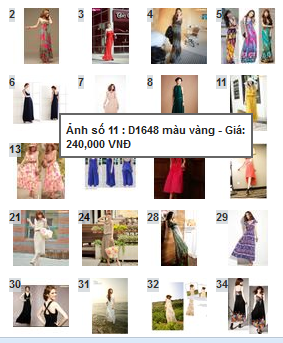 2 3 4 5
6 7 8 11
Ảnh số 11 : D1648 màu vàng - Giá:
240,000 VNĐ
13
21 24 28 29
30 31 32 34